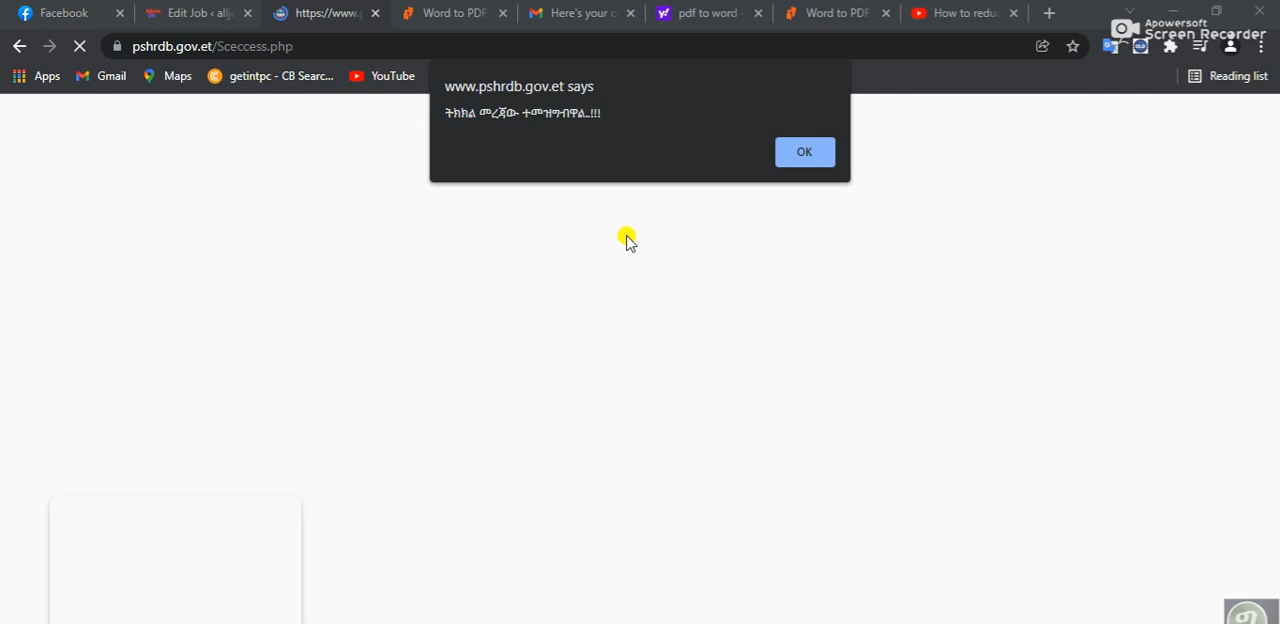 Facebook
Edit Job ‹ allj
https://www.p
Word to PDF
Here's your c
pdf to word -
Word to PDF
How to reduc
Apowersoft
Screen Recorder
pshrdb.gov.et/Sceccess.php
Apps
Gmail
Maps
getintpc - CB Searc...
YouTube
Reading list
www.pshrdb.gov.et says
ትክክል መረጃው ተመዝግብዋል..!!!
OK